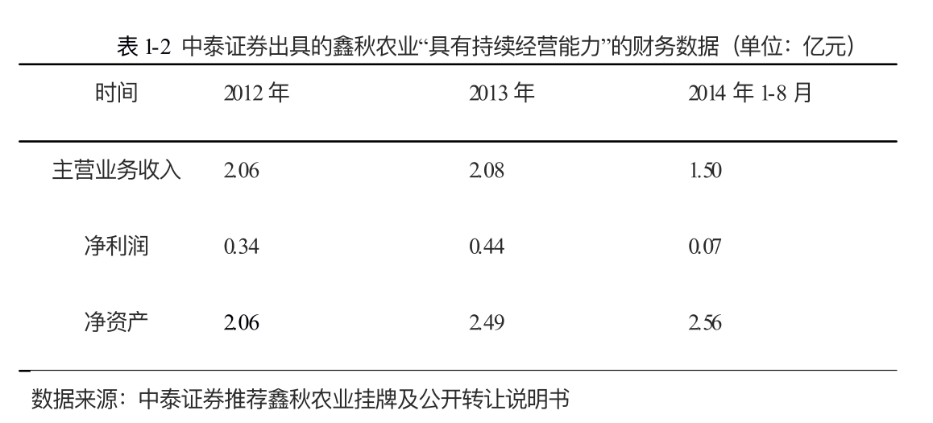 表 1-2 中泰证券出具的鑫秋农业“具有持续经营能力”的财务数据（单位：亿元）
时间 2012 年 2013 年 2014 年 1-8 月
主营业务收入 2.06 2.08 1.50
净利润 0.34 0.44 0.07
净资产 2.06 2.49 2.56
数据来源：中泰证券推荐鑫秋农业挂牌及公开转让说明书